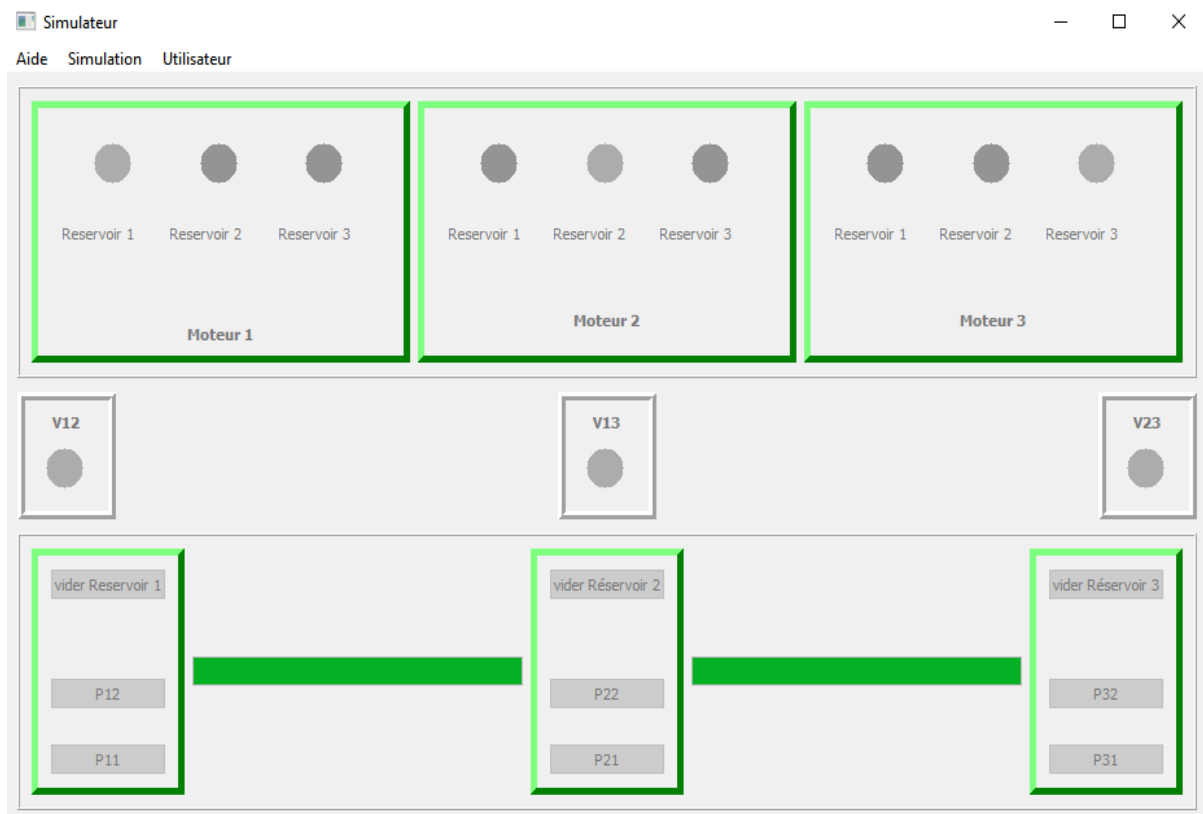 Simulateur
Aide Simulation Utilisateur
Reservoir 1 Reservoir 2 Reservoir 3
Moteur 1
Reservoir 1 Reservoir 2 Reservoir 3
Moteur 2
Reservoir 1 Reservoir 2 Reservoir 3
Moteur 3
V12
V13
V23
vider Reservoir 1
P12
P11
vider Réservoir 2
P22
P21
vider Réservoir 3
P32
P31